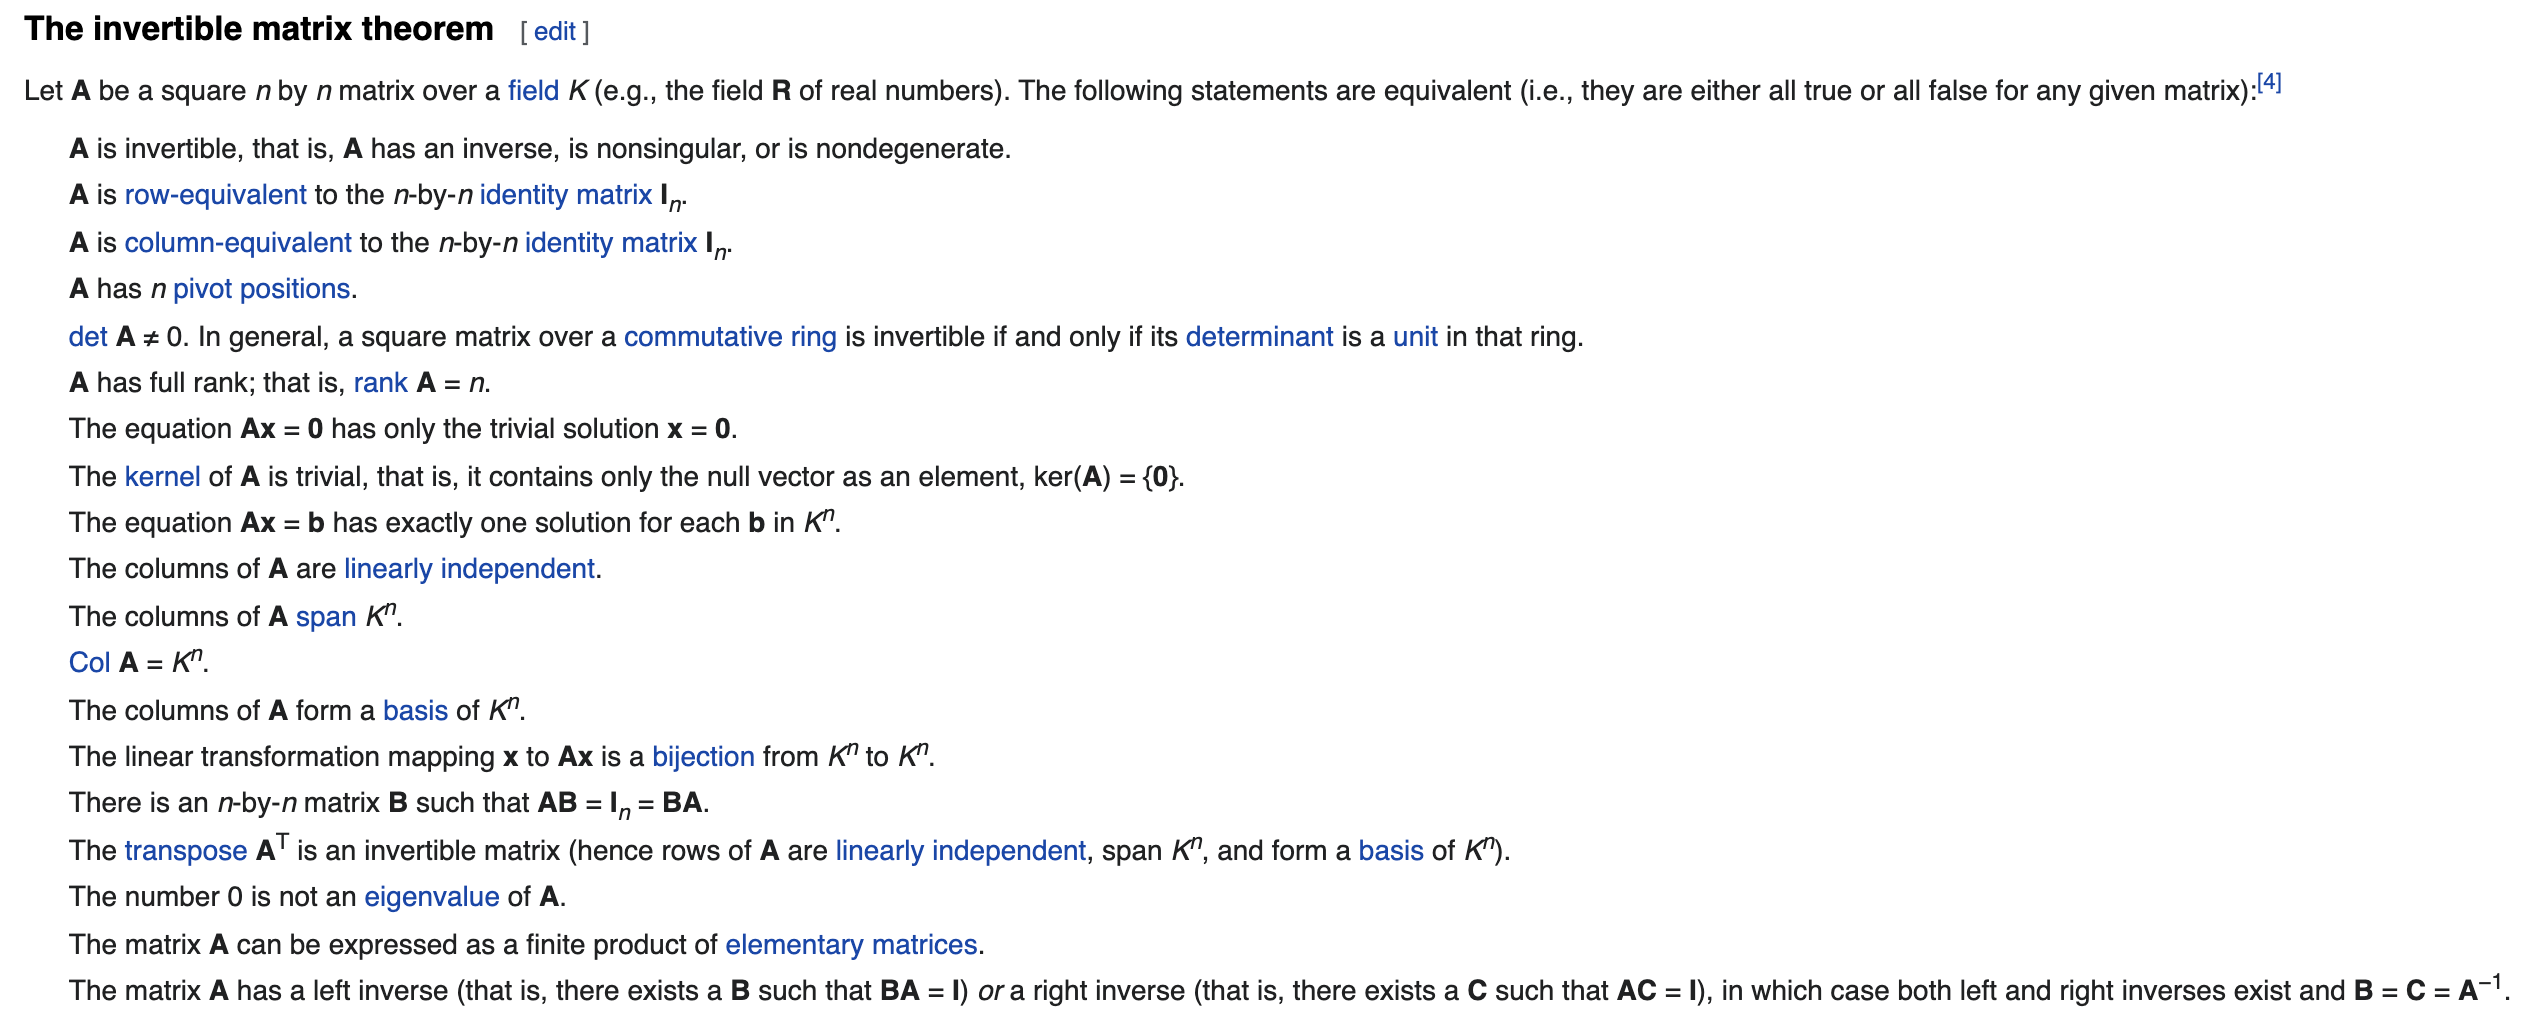 The invertible matrix theorem [ edit ]
Let A be a square n by n matrix over a field K (e.g., the field R of real numbers). The following statements are equivalent (i.e., they are either all true or all false for any given matrix):[4]
A is invertible, that is, A has an inverse, is nonsingular, or is nondegenerate.
A is row-equivalent to the n-by-n identity matrix Iₙ.
A is column-equivalent to the n-by-n identity matrix Iₙ.
A has n pivot positions.
det A ≠ 0. In general, a square matrix over a commutative ring is invertible if and only if its determinant is a unit in that ring.
A has full rank; that is, rank A = n.
The equation Ax = 0 has only the trivial solution x = 0.
The kernel of A is trivial, that is, it contains only the null vector as an element, ker(A) = {0}.
The equation Ax = b has exactly one solution for each b in Kⁿ.
The columns of A are linearly independent.
The columns of A span Kⁿ.
Col A = Kⁿ.
The columns of A form a basis of Kⁿ.
The linear transformation mapping x to Ax is a bijection from Kⁿ to Kⁿ.
There is an n-by-n matrix B such that AB = Iₙ = BA.
The transpose Aᵀ is an invertible matrix (hence rows of A are linearly independent, span Kⁿ, and form a basis of Kⁿ).
The number 0 is not an eigenvalue of A.
The matrix A can be expressed as a finite product of elementary matrices.
The matrix A has a left inverse (that is, there exists a B such that BA = I) or a right inverse (that is, there exists a C such that AC = I), in which case both left and right inverses exist and B = C = A⁻¹.